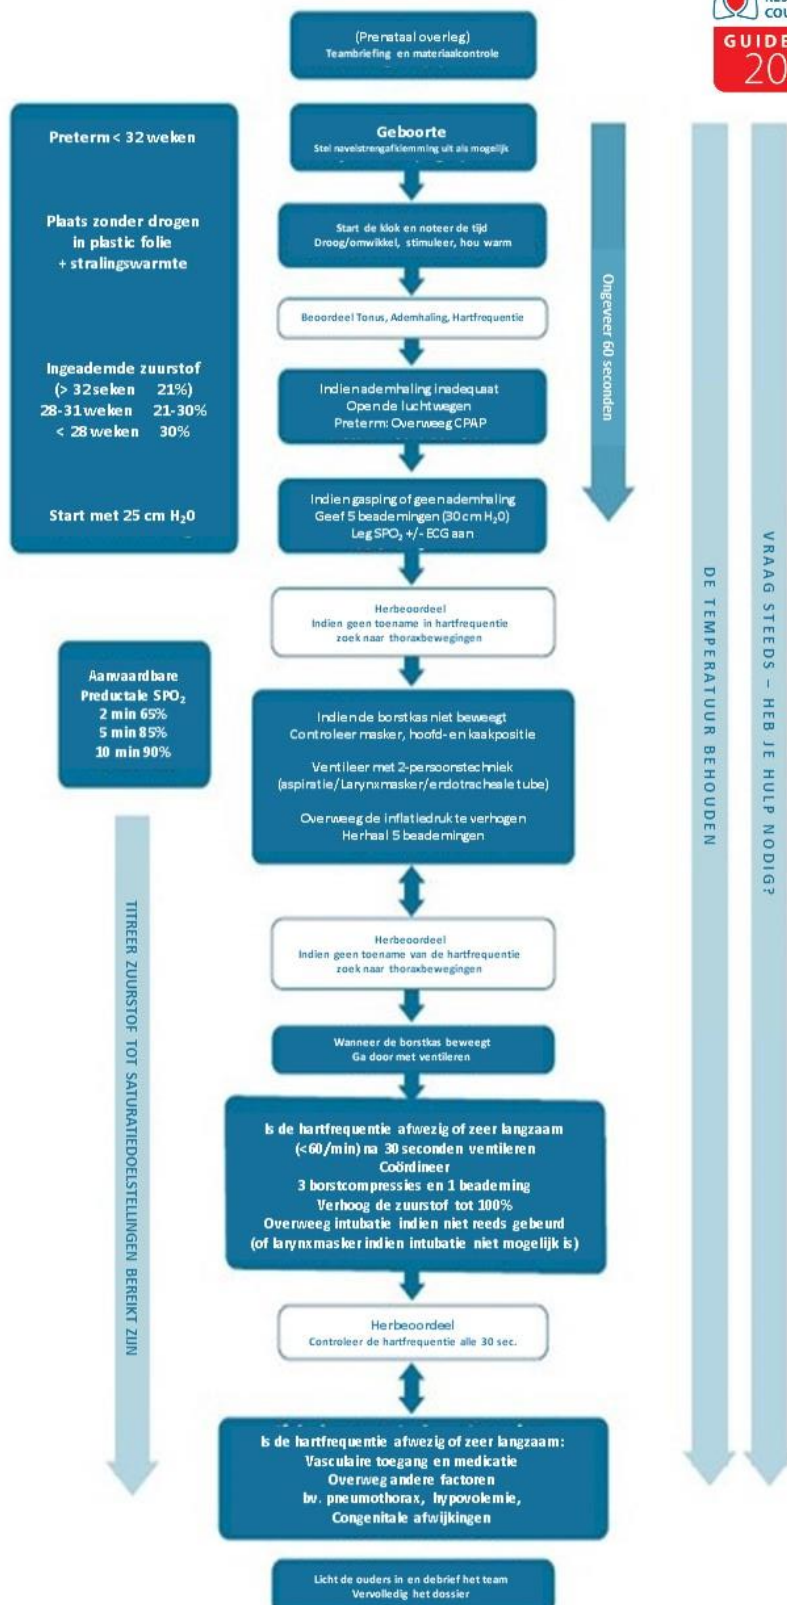 (Prenataal overleg)
Teambriefing en materiaalcontrole
GUIDE
20
Preterm < 32 weken
Plaats zonder drogen
in plastic folie
+ stralingswarmte
Ingeademde zuurstof
(> 32 seken 21%)
28-31 weken 21-30%
< 28 weken 30%
Start met 25 cm H₂0
Geboorte
Stel navelstrengafklemming uit als mogelijk
Start de klok en noteer de tijd
Droog/omwikkel, stimuleer, hou warm
Beoordeel Tonus, Ademhaling, Hartfrequentie
Indien ademhaling inadequaat
Open de luchtwegen
Preterm: Overweeg CPAP
Indien gasping of geen ademhaling
Geef 5 beademingen (30 cm H₂0)
Leg SPO₂ +/- ECG aan
Ongeveer 60 seconden
Herbeoordeel
Indien geen toename in hartfrequentie
zoek naar thoraxbewegingen
Aanvaardbare
Preductale SPO₂
2 min 65%
5 min 85%
10 min 90%
Indien de borstkas niet beweegt
Controleer masker, hoofd- en kaakpositie
Ventileer met 2-persoonstechniek
(aspiratie/Larynxmasker/endotracheale tube)
Overweeg de inflatiedruk te verhogen
Herhaal 5 beademingen
Herbeoordeel
Indien geen toename van de hartfrequentie
zoek naar thoraxbewegingen
Wanneer de borstkas beweegt
Ga door met ventileren
Is de hartfrequentie afwezig of zeer langzaam
(<60/min) na 30 seconden ventileren
Coördineer
3 borstcompressies en 1 beademing
Verhoog de zuurstof tot 100%
Overweeg intubatie indien niet reeds gebeurd
(of larynxmasker indien intubatie niet mogelijk is)
Herbeoordeel
Controleer de hartfrequentie alle 30 sec.
Is de hartfrequentie afwezig of zeer langzaam:
Vasculaire toegang en medicatie
Overweg andere factoren
bv. pneumothorax, hypovolemie,
Congenitale afwijkingen
Licht de ouders in en debrief het team
Vervolledig het dossier
TITREER ZUURSTOF TOT SATURATIEDOELSTELLINGEN BEREIKT ZIJN
DE TEMPERATUUR BEHOUDEN
VRAAG STEEDS – HEB JE HULP NODIG?